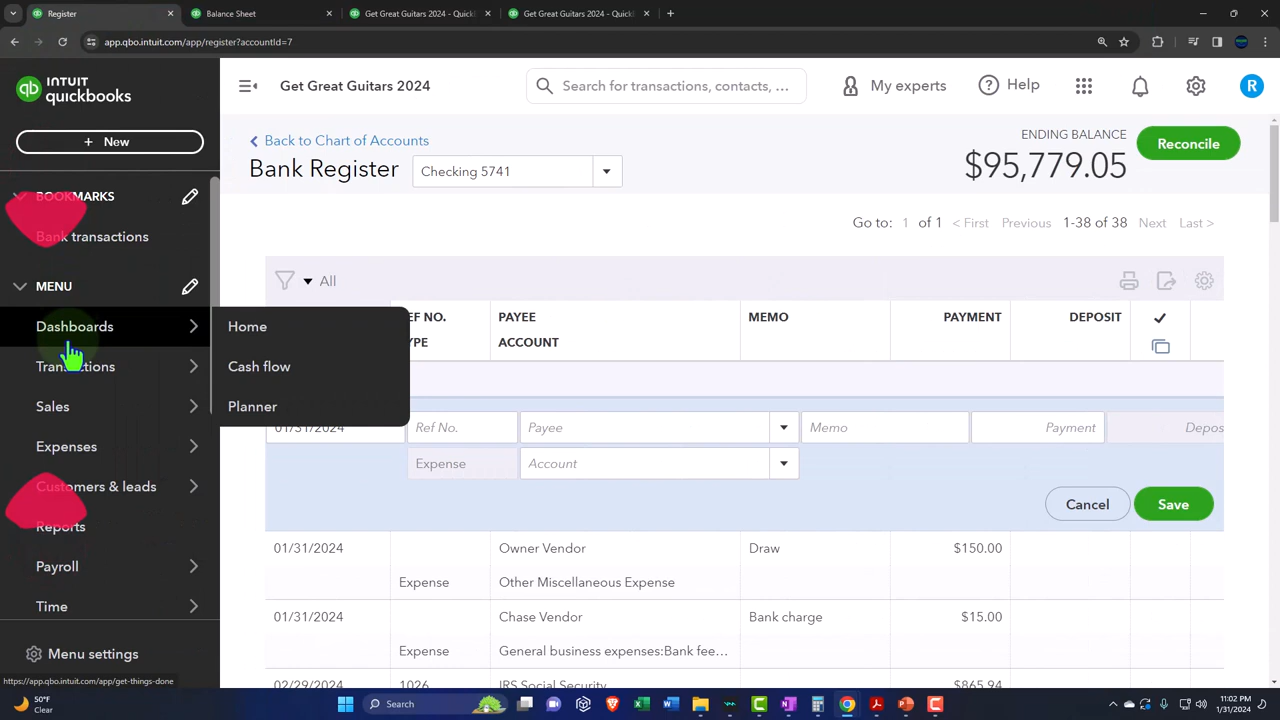 Register
Balance Sheet
Get Great Guitars 2024 - Quickb
Get Great Guitars 2024 - Quickb
app.qbo.intuit.com/app/register?accountId=7
qb INTUIT quickbooks
Get Great Guitars 2024
Search for transactions, contacts, ...
My experts
Help
R
+ New
BOOKMARKS
Bank transactions
MENU
Dashboards
Transactions
Sales
Expenses
Customers & leads
Reports
Payroll
Time
Menu settings
Home
Cash flow
Planner
Back to Chart of Accounts
Bank Register
Checking 5741
ENDING BALANCE
$95,779.05
Reconcile
Go to: 1 of 1 < First Previous 1-38 of 38 Next Last >
All
REF NO. PAYEE MEMO PAYMENT DEPOSIT
TYPE ACCOUNT
01/31/2024 Ref No. Payee Memo Payment Depos
Expense Account
Cancel Save
01/31/2024 Owner Vendor Draw $150.00
Expense Other Miscellaneous Expense
01/31/2024 Chase Vendor Bank charge $15.00
Expense General business expenses:Bank fee...
02/29/2024 1026 IRS Social Security $865.94
https://app.qbo.intuit.com/app/get-things-done
50°F
Clear
Search
11:02 PM
1/31/2024